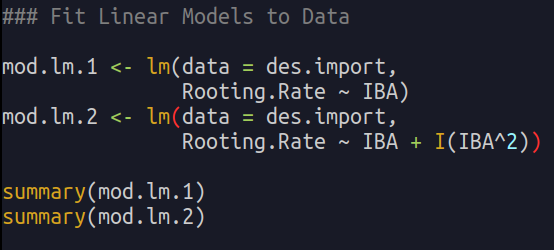 ### Fit Linear Models to Data
mod.lm.1 <- lm(data = des.import,
Rooting.Rate ~ IBA)
mod.lm.2 <- lm(data = des.import,
Rooting.Rate ~ IBA + I(IBA^2))
summary(mod.lm.1)
summary(mod.lm.2)